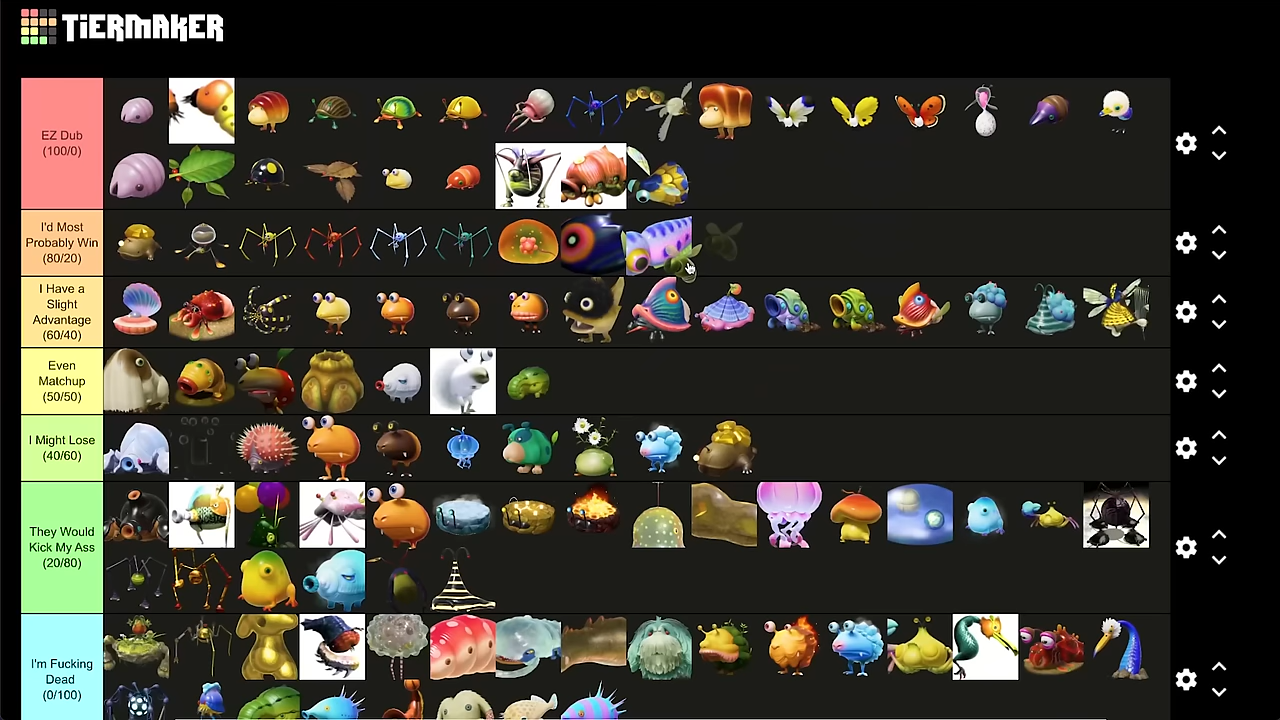 TiERMAKER
EZ Dub
(100/0)
I'd Most
Probably Win
(80/20)
I Have a
Slight
Advantage
(60/40)
Even
Matchup
(50/50)
I Might Lose
(40/60)
They Would
Kick My Ass
(20/80)
I'm Fucking
Dead
(0/100)